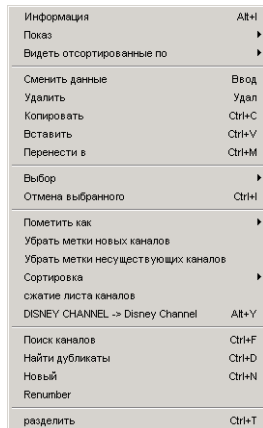 Информация Alt+I
Показ
Видеть отсортированные по
Сменить данные Ввод
Удалить Удал
Копировать Ctrl+C
Вставить Ctrl+V
Перенести в Ctrl+M
Выбор
Отмена выбранного Ctrl+I
Пометить как
Убрать метки новых каналов
Убрать метки несуществующих каналов
Сортировка
сжатие листа каналов
DISNEY CHANNEL -> Disney Channel Alt+Y
Поиск каналов Ctrl+F
Найти дубликаты Ctrl+D
Новый Ctrl+N
Renumber
разделить Ctrl+T